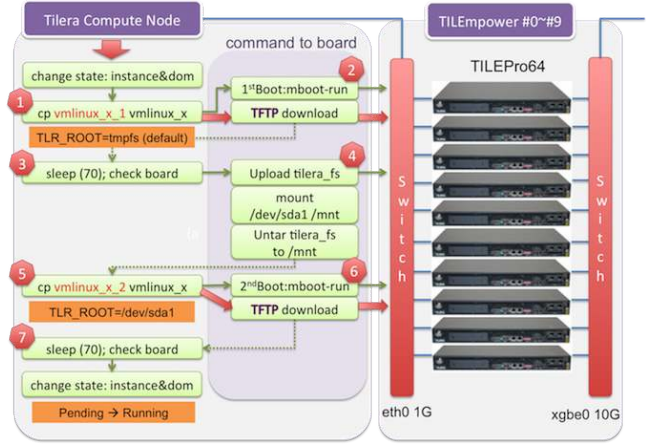 Tilera Compute Node
TILEmpower #0~#9
command to board
TILEPro64
change state: instance&dom
2
1stBoot:mboot-run
1
cp vmlinux_x_1 vmlinux_x
TFTP download
TLR_ROOT=tmpfs (default)
3
sleep (70); check board
4
Upload tilera_fs
mount
/dev/sda1 /mnt
Untar tilera_fs
to /mnt
5
cp vmlinux_x_2 vmlinux_x
6
2ndBoot:mboot-run
TFTP download
TLR_ROOT=/dev/sda1
7
sleep (70); check board
change state: instance&dom
Pending → Running
Switch
Switch
eth0 1G
xgbe0 10G